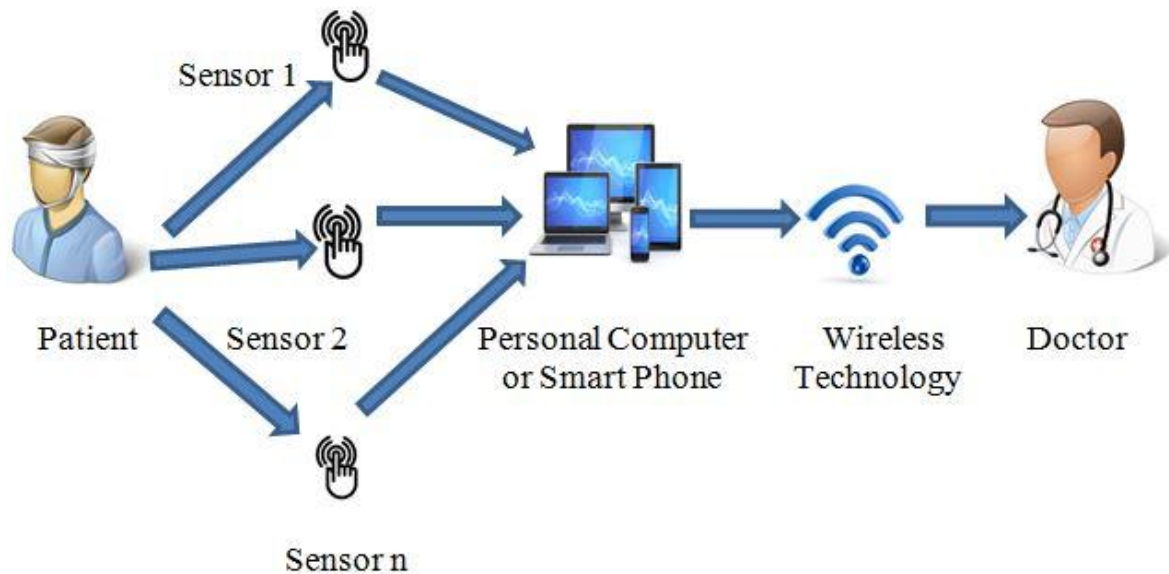 Sensor 1
Patient
Sensor 2
Personal Computer
or Smart Phone
Wireless
Technology
Doctor
Sensor n